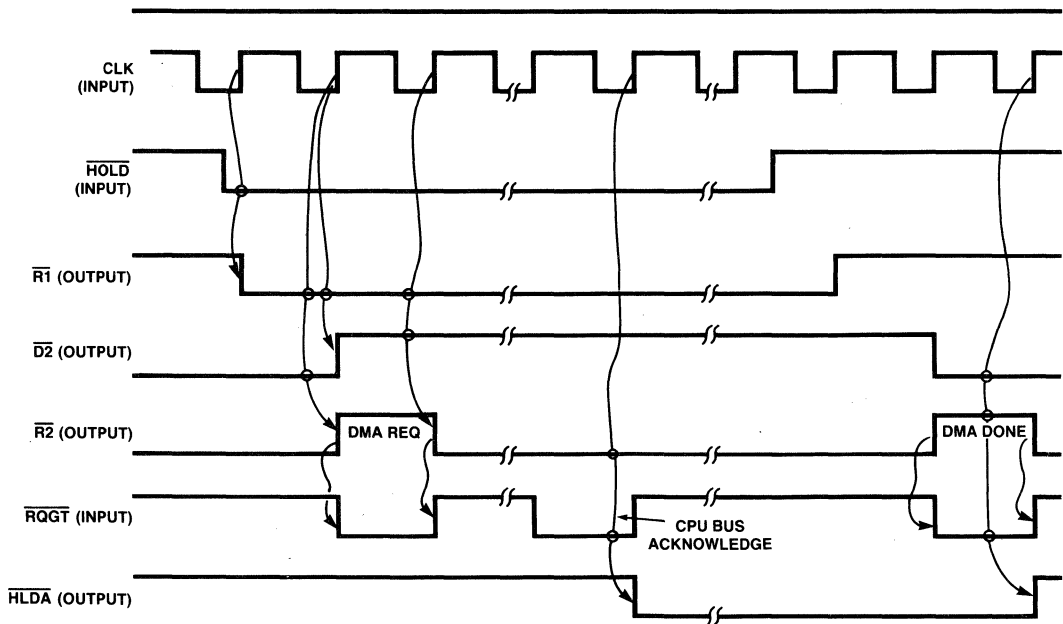 CLK
(INPUT)
HOLD
(INPUT)
R1 (OUTPUT)
D2 (OUTPUT)
R2 (OUTPUT)
DMA REQ
DMA DONE
RQGT (INPUT)
CPU BUS
ACKNOWLEDGE
HLDA (OUTPUT)